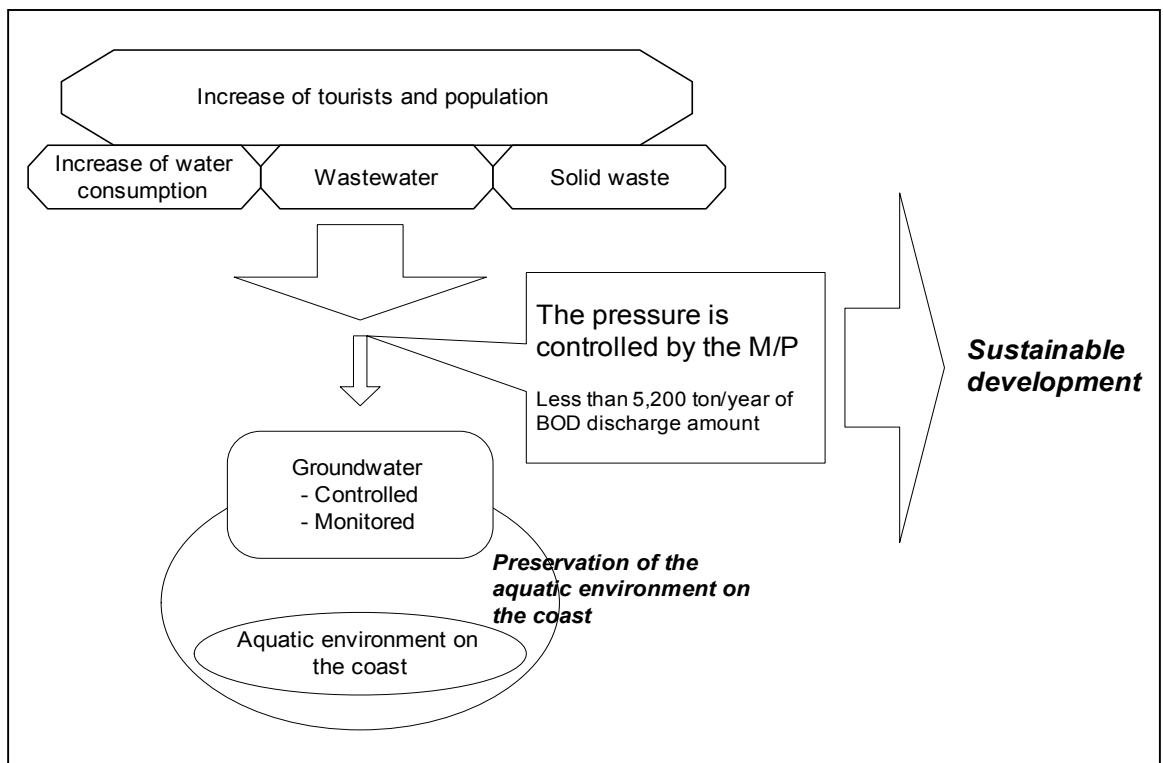 Increase of tourists and population
Increase of water
consumption
Wastewater
Solid waste
The pressure is
controlled by the M/P
Less than 5,200 ton/year of
BOD discharge amount
Sustainable
development
Groundwater
- Controlled
- Monitored
Preservation of the
aquatic environment on
the coast
Aquatic environment on
the coast